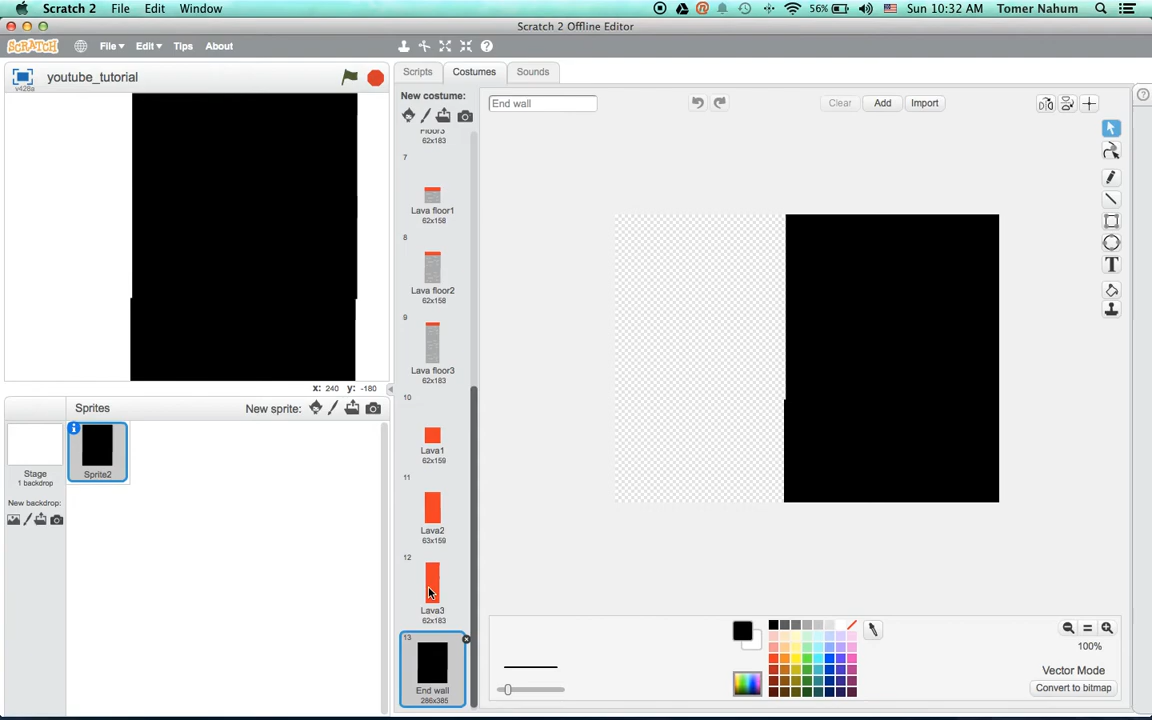 Scratch 2 File Edit Window 56% Sun 10:32 AM Tomer Nahum
Scratch 2 Offline Editor
SCRATCH File Edit Tips About
v428a
youtube_tutorial
Scripts Costumes Sounds
New costume:
End wall
Clear Add Import
Floor3
62x183
7
Lava floor1
62x158
8
Lava floor2
62x158
9
Lava floor3
62x183
10
Lava1
62x159
11
Lava2
63x159
12
Lava3
62x183
13
End wall
286x385
x: 240 y: -180
Sprites New sprite:
Stage
1 backdrop
New backdrop:
Sprite2
T
100%
Vector Mode
Convert to bitmap